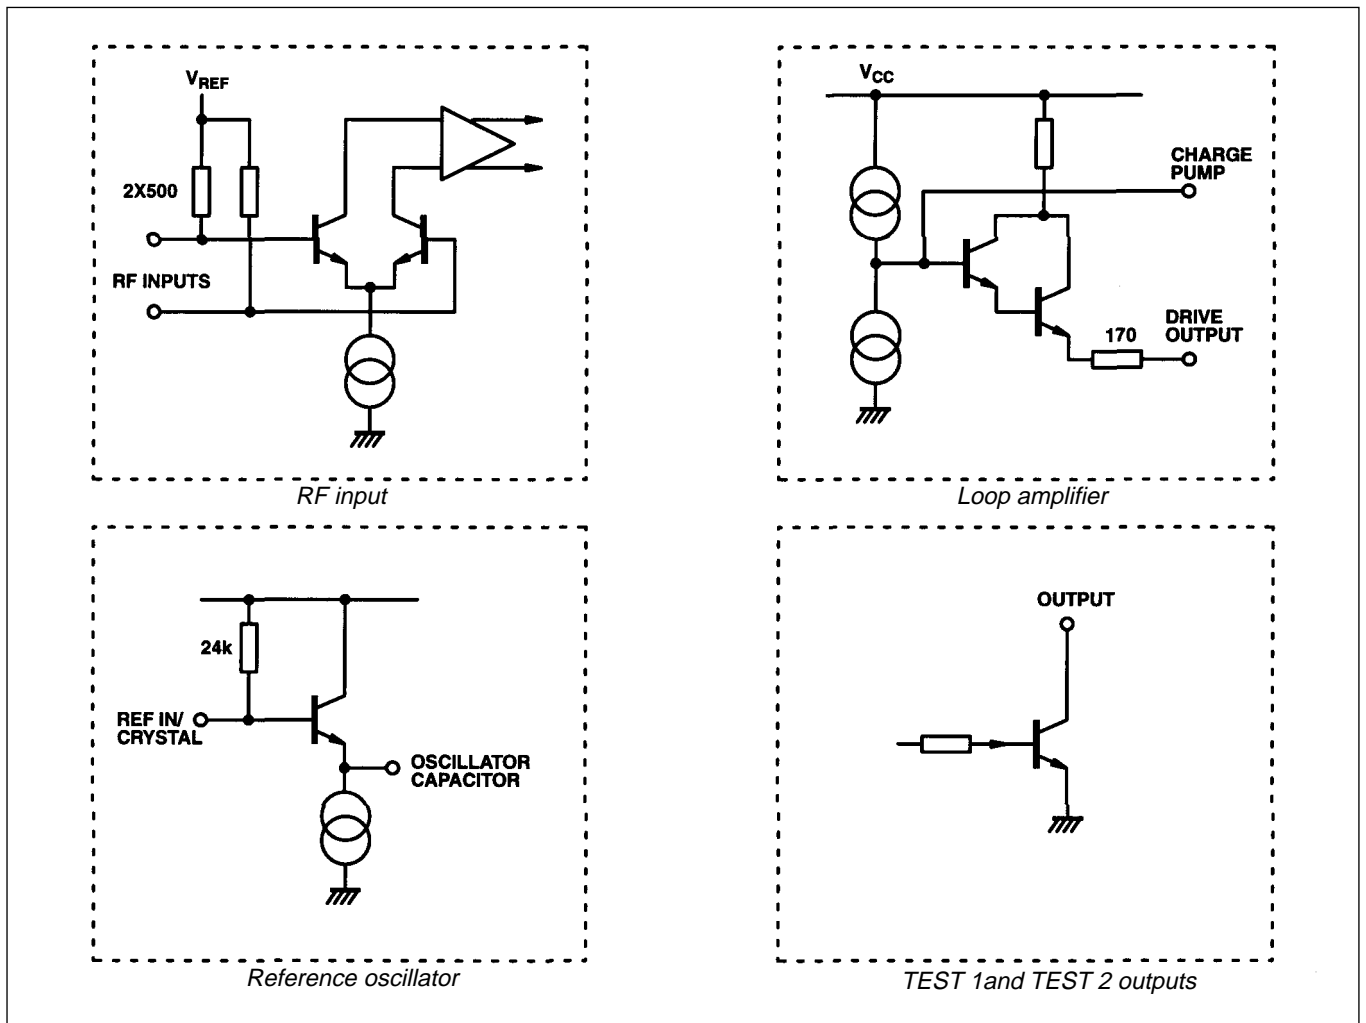 VREF
2X500
RF INPUTS
RF input
VCC
CHARGE
PUMP
DRIVE
OUTPUT
170
Loop amplifier
24k
REF IN/
CRYSTAL
OSCILLATOR
CAPACITOR
Reference oscillator
OUTPUT
TEST 1and TEST 2 outputs